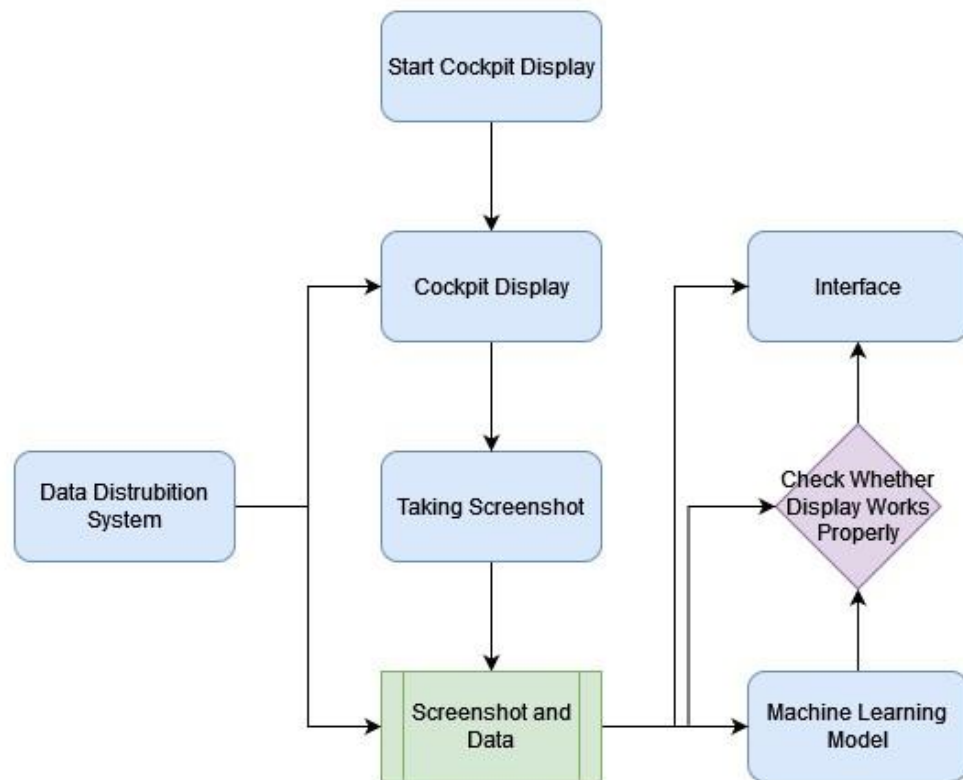 Start Cockpit Display
Cockpit Display
Interface
Data Distrubition
System
Taking Screenshot
Check Whether
Display Works
Properly
Screenshot and
Data
Machine Learning
Model